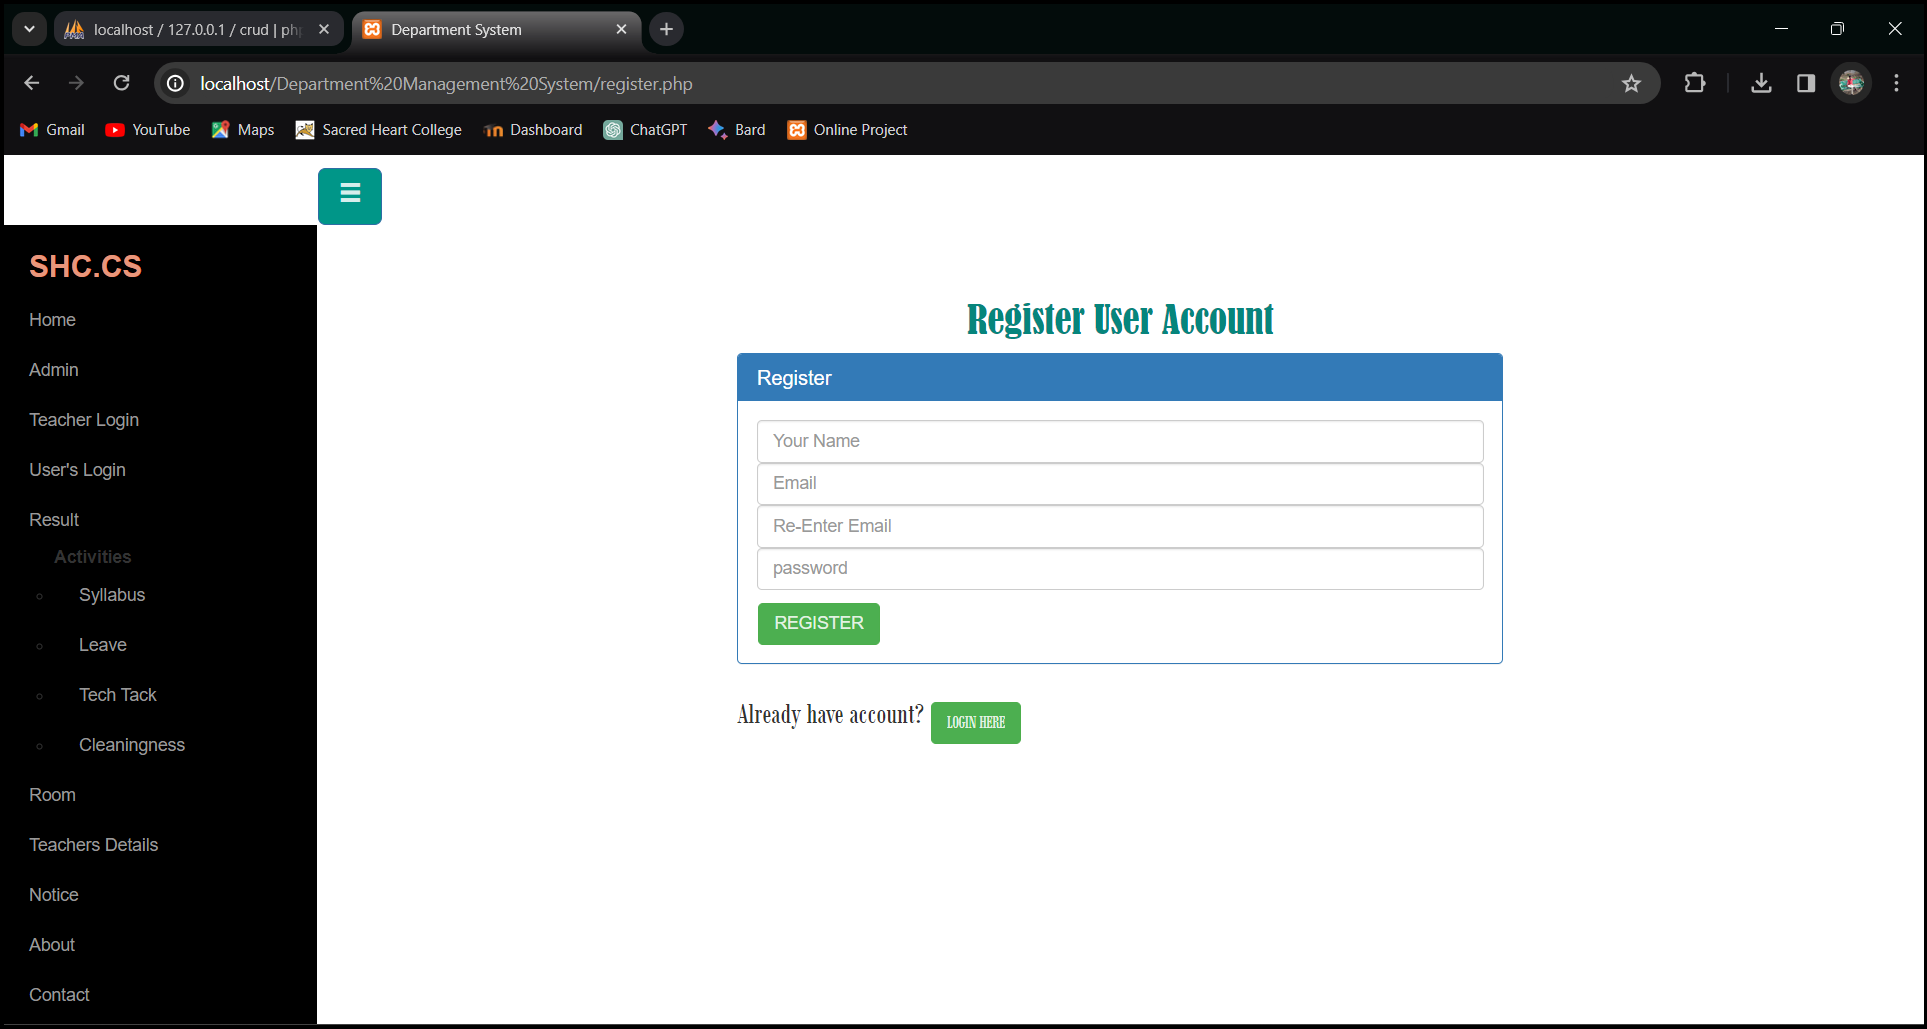 localhost / 127.0.0.1 / crud | ph
Department System
localhost/Department%20Management%20System/register.php
Gmail
YouTube
Maps
Sacred Heart College
Dashboard
ChatGPT
Bard
Online Project
SHC.CS
Home
Admin
Teacher Login
User's Login
Result
Activities
Syllabus
Leave
Tech Tack
Cleaningness
Room
Teachers Details
Notice
About
Contact
Register User Account
Register
Your Name
Email
Re-Enter Email
password
REGISTER
Already have account? LOGIN HERE